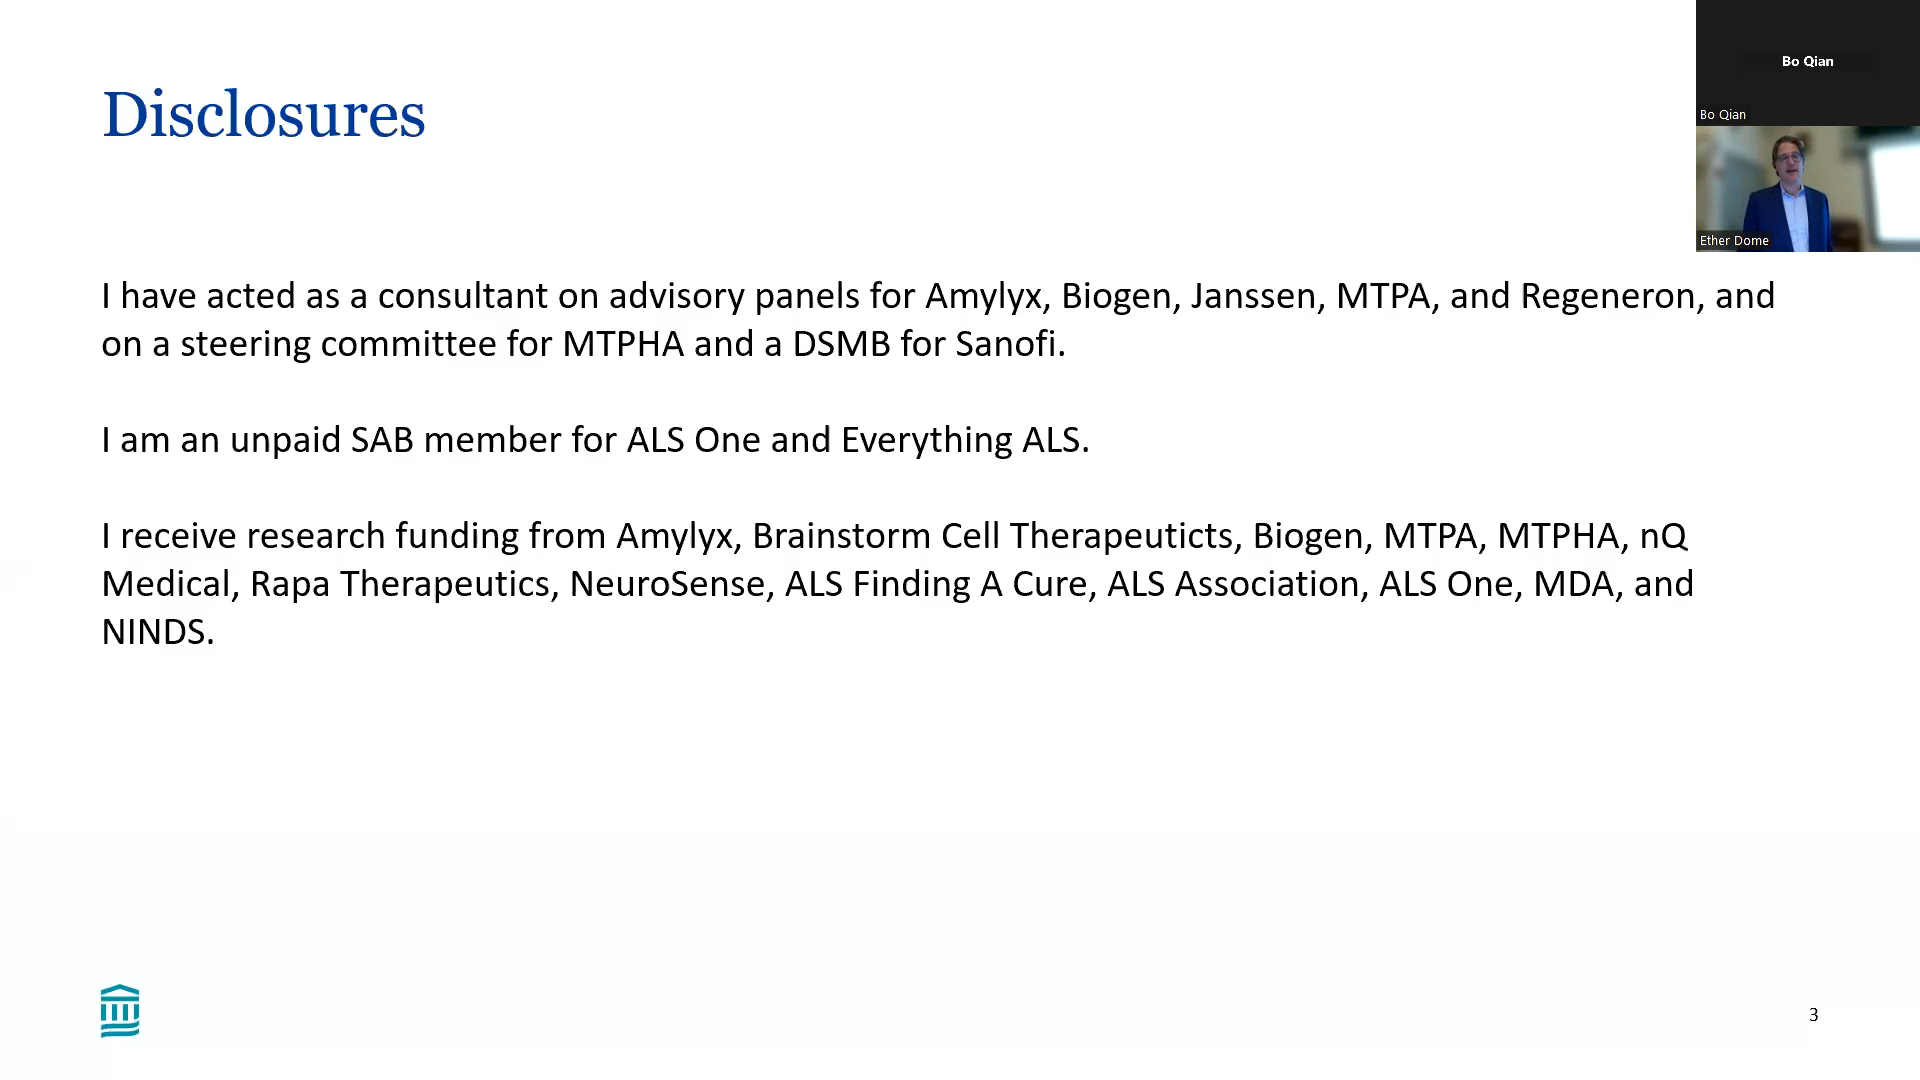 Disclosures
Bo Qian
Bo Qian
Ether Dome
I have acted as a consultant on advisory panels for Amylyx, Biogen, Janssen, MTPA, and Regeneron, and
on a steering committee for MTPHA and a DSMB for Sanofi.
I am an unpaid SAB member for ALS One and Everything ALS.
I receive research funding from Amylyx, Brainstorm Cell Therapeuticts, Biogen, MTPA, MTPHA, nQ
Medical, Rapa Therapeutics, NeuroSense, ALS Finding A Cure, ALS Association, ALS One, MDA, and
NINDS.
3